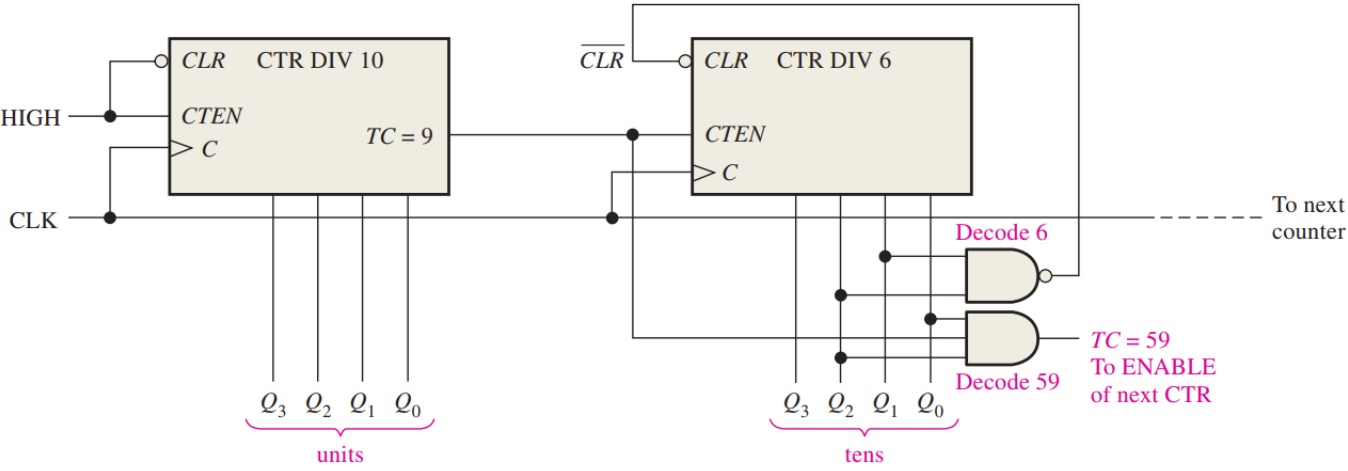 CLR CTR DIV 10
HIGH
CTEN
TC = 9
C
CLK
Q3 Q2 Q1 Q0
units
CLR
CLR CTR DIV 6
CTEN
C
To next
counter
Decode 6
TC = 59
To ENABLE
of next CTR
Decode 59
Q3 Q2 Q1 Q0
tens